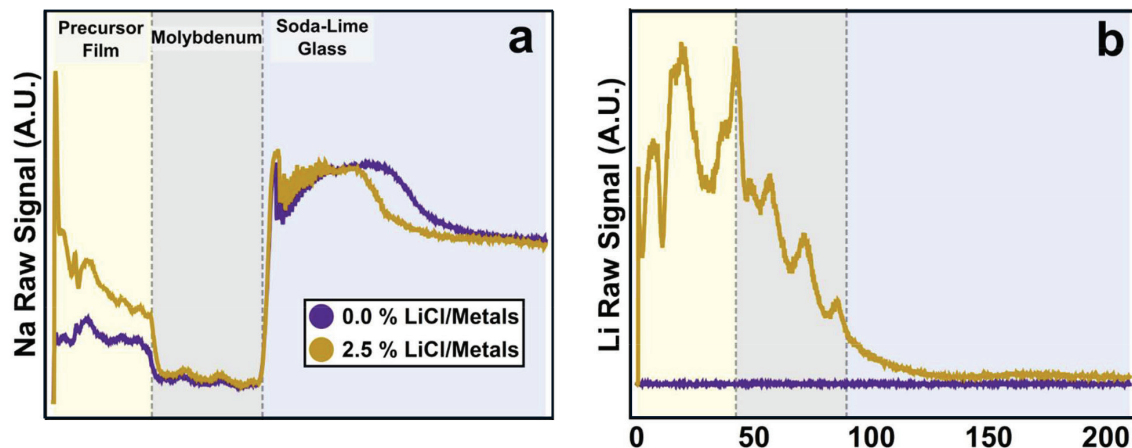 Precursor
Film
Molybdenum
Soda-Lime
Glass
a
Na Raw Signal (A.U.)
0.0 % LiCl/Metals
2.5 % LiCl/Metals
b
Li Raw Signal (A.U.)
0 50 100 150 200